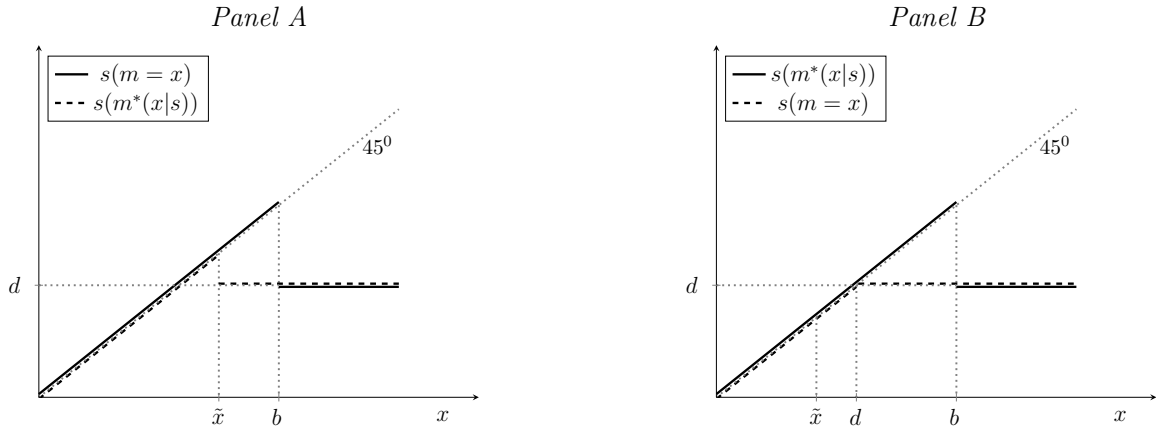 Panel A
s(m = x)
s(m*(x|s))
45⁰
d
x̃
b
x
Panel B
s(m*(x|s))
s(m = x)
45⁰
d
x̃
d
b
x